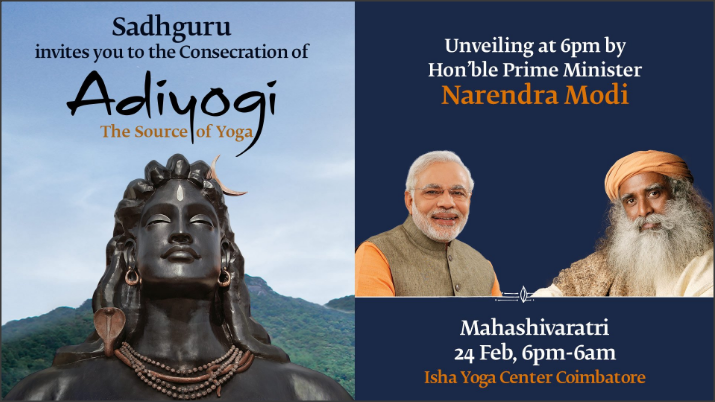 Sadhguru
invites you to the Consecration of
Adiyogi
The Source of Yoga
Unveiling at 6pm by
Hon'ble Prime Minister
Narendra Modi
Mahashivaratri
24 Feb, 6pm-6am
Isha Yoga Center Coimbatore